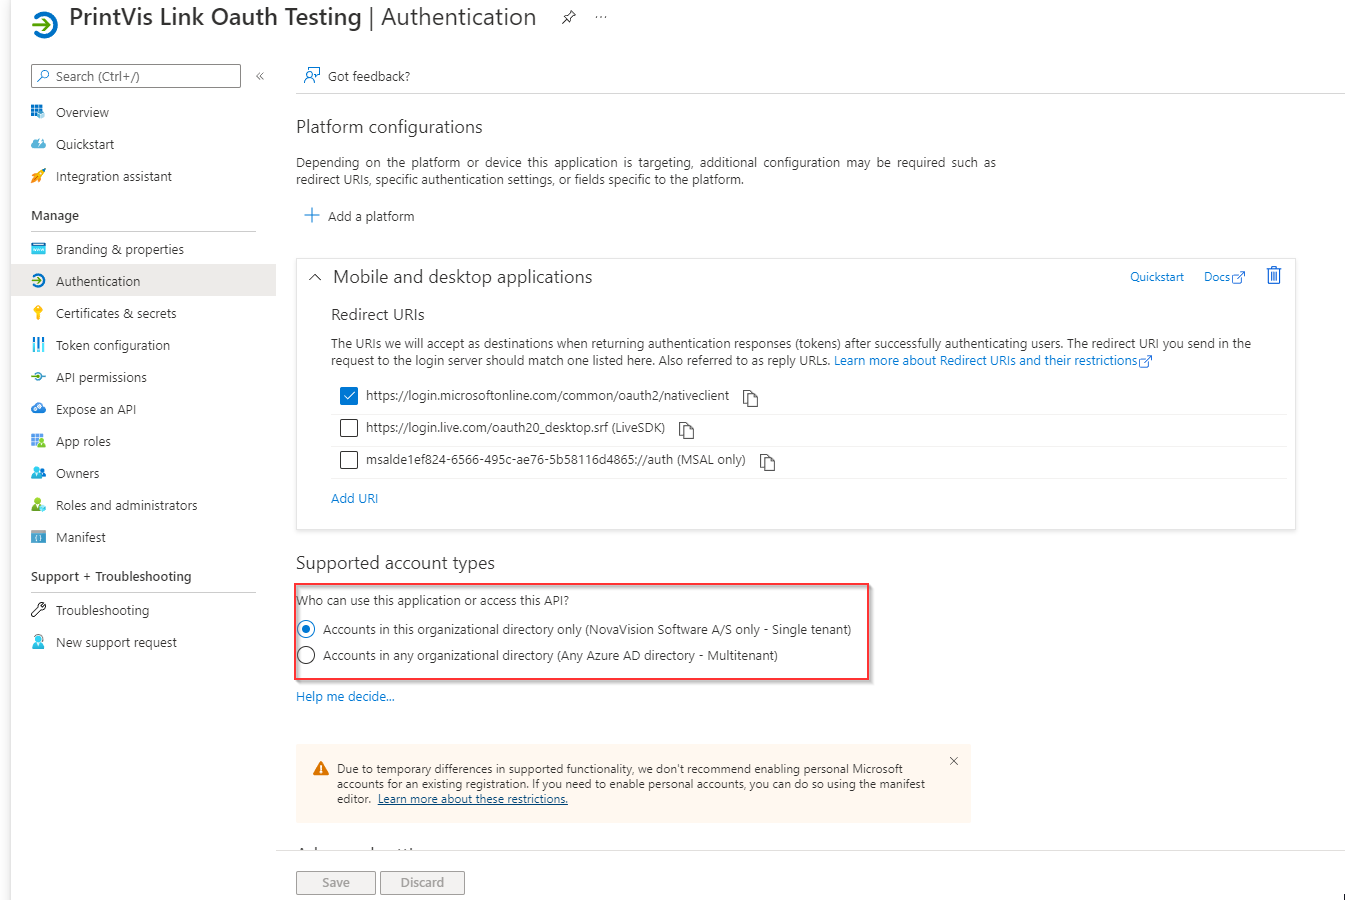 PrintVis Link Oauth Testing | Authentication
Search (Ctrl+/)
Overview
Quickstart
Integration assistant
Manage
Branding & properties
Authentication
Certificates & secrets
Token configuration
API permissions
Expose an API
App roles
Owners
Roles and administrators
Manifest
Support + Troubleshooting
Troubleshooting
New support request
Got feedback?
Platform configurations
Depending on the platform or device this application is targeting, additional configuration may be required such as
redirect URIs, specific authentication settings, or fields specific to the platform.
Add a platform
Mobile and desktop applications
Quickstart
Docs
Redirect URIs
The URIs we will accept as destinations when returning authentication responses (tokens) after successfully authenticating users. The redirect URI you send in the
request to the login server should match one listed here. Also referred to as reply URLs. Learn more about Redirect URIs and their restrictions
https://login.microsoftonline.com/common/oauth2/nativeclient
https://login.live.com/oauth20_desktop.srf (LiveSDK)
msalde1ef824-6566-495c-ae76-5b58116d4865://auth (MSAL only)
Add URI
Supported account types
Who can use this application or access this API?
Accounts in this organizational directory only (NovaVision Software A/S only - Single tenant)
Accounts in any organizational directory (Any Azure AD directory - Multitenant)
Help me decide...
Due to temporary differences in supported functionality, we don't recommend enabling personal Microsoft
accounts for an existing registration. If you need to enable personal accounts, you can do so using the manifest
editor. Learn more about these restrictions.
Save
Discard